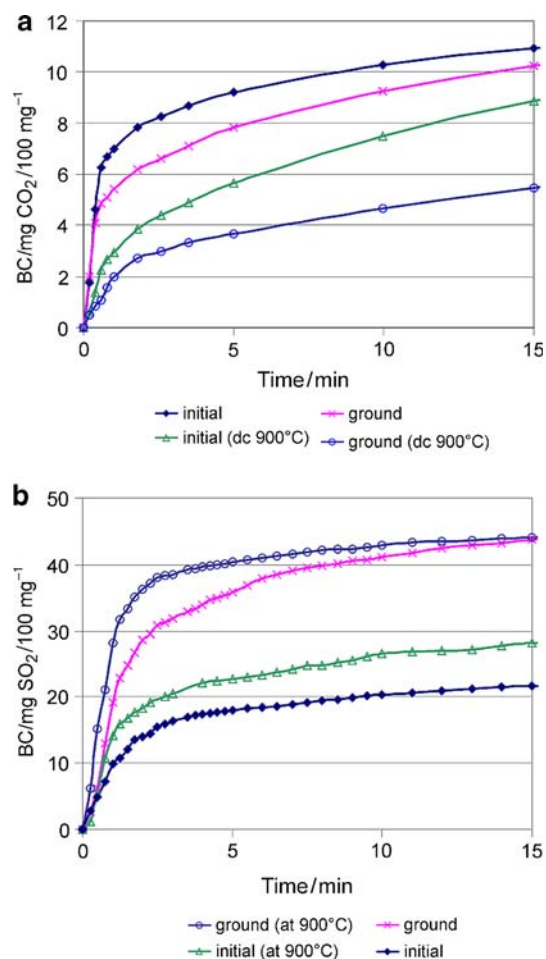 a
BC/mg CO₂/100 mg⁻¹
12
10
8
6
4
2
0
0 5 10 15
Time/min
initial ground
initial (dc 900°C) ground (dc 900°C)
b
BC/mg SO₂/100 mg⁻¹
50
40
30
20
10
0
0 5 10 15
Time/min
ground (at 900°C) ground
initial (at 900°C) initial